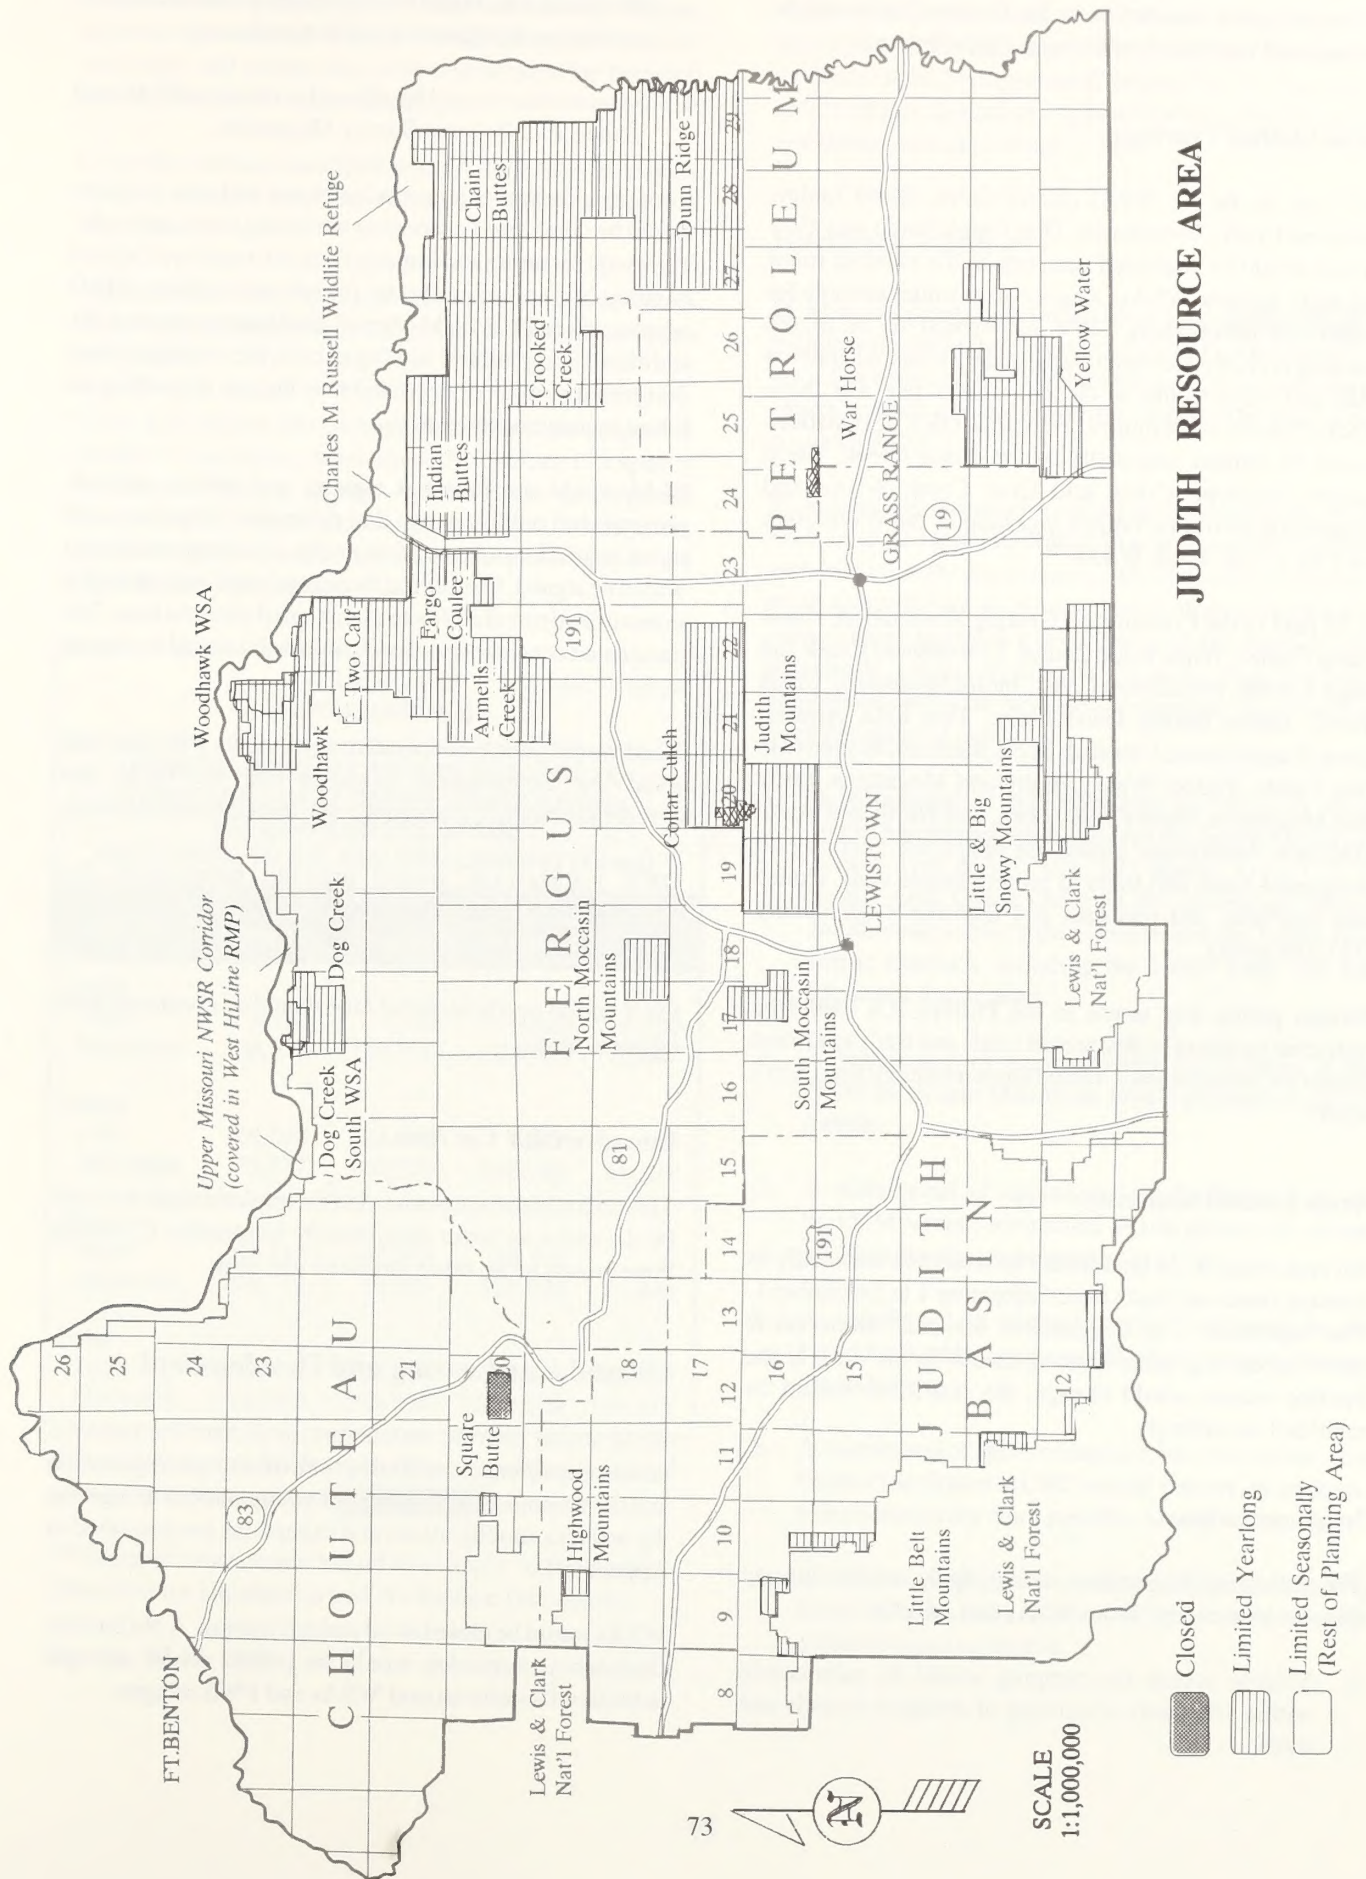 JUDITH RESOURCE AREA
FT.BENTON
CHOUTEAU
83
26
25
24
23
21
20
18
17
16
15
12
Upper Missouri NWSR Corridor
(covered in West HiLine RMP)
Dog Creek
South WSA
Dog Creek
Woodhawk WSA
Woodhawk
Two Calf
Fargo
Coulee
Armells
Creek
Charles M Russell Wildlife Refuge
Indian
Buttes
Crooked
Creek
Chain
Buttes
Dunn Ridge
Square
Butte
Highwood
Mountains
Lewis & Clark
Nat'l Forest
FERGUS
North Moccasin
Mountains
81
191
Collar Gulch
Judith
Mountains
8
9
10
11
12
13
14
15
16
17
18
19
20
21
22
23
24
25
26
27
28
29
PETROLEUM
War Horse
GRASS RANGE
19
Yellow Water
South Moccasin
Mountains
LEWISTOWN
Little & Big
Snowy Mountains
Lewis & Clark
Nat'l Forest
191
JUDITH
BASIN
Little Belt
Mountains
Lewis & Clark
Nat'l Forest
N
SCALE
1:1,000,000
Closed
Limited Yearlong
Limited Seasonally
(Rest of Planning Area)
73